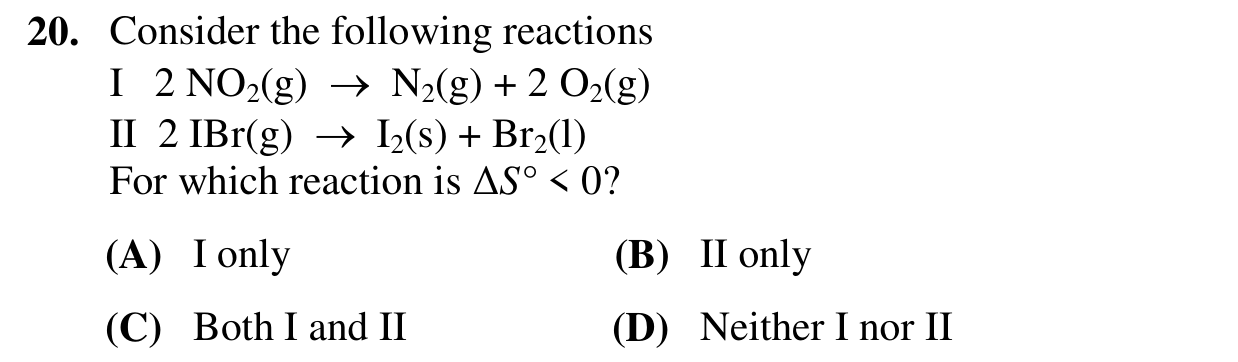 20. Consider the following reactions
I 2 NO₂(g) → N₂(g) + 2 O₂(g)
II 2 IBr(g) → I₂(s) + Br₂(l)
For which reaction is ΔS° < 0?
(A) I only (B) II only
(C) Both I and II (D) Neither I nor II